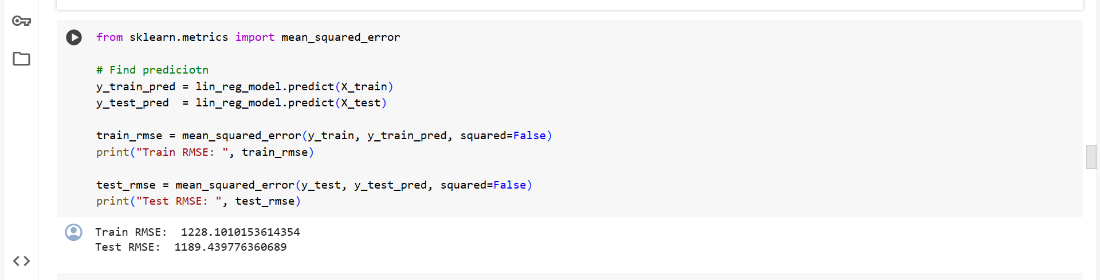 from sklearn.metrics import mean_squared_error
# Find prediciotn
y_train_pred = lin_reg_model.predict(X_train)
y_test_pred  = lin_reg_model.predict(X_test)
train_rmse = mean_squared_error(y_train, y_train_pred, squared=False)
print("Train RMSE: ", train_rmse)
test_rmse = mean_squared_error(y_test, y_test_pred, squared=False)
print("Test RMSE: ", test_rmse)
Train RMSE:  1228.1010153614354
Test RMSE:  1189.439776360689